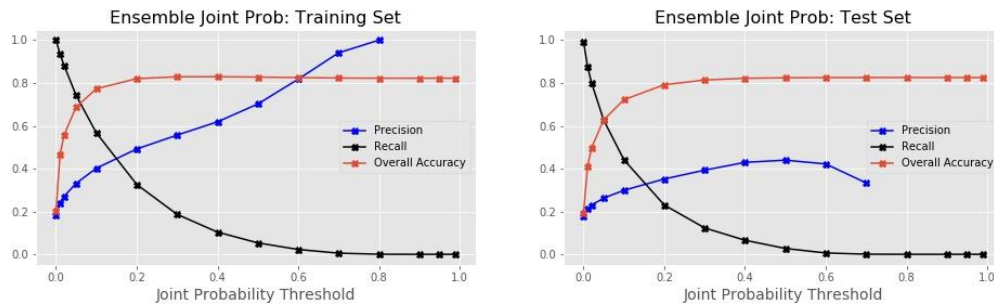 Ensemble Joint Prob: Training Set
1.0
0.8
0.6
0.4
0.2
0.0
Precision
Recall
Overall Accuracy
0.0 0.2 0.4 0.6 0.8 1.0
Joint Probability Threshold
Ensemble Joint Prob: Test Set
1.0
0.8
0.6
0.4
0.2
0.0
Precision
Recall
Overall Accuracy
0.0 0.2 0.4 0.6 0.8 1.0
Joint Probability Threshold